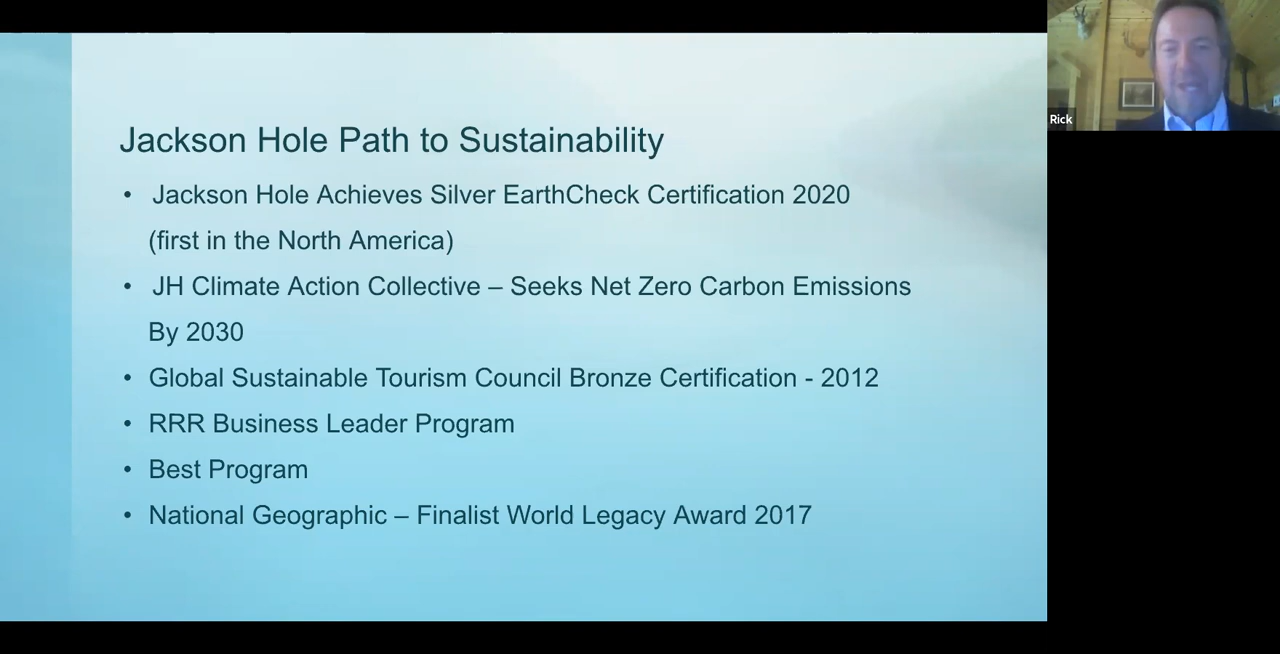 Jackson Hole Path to Sustainability
• Jackson Hole Achieves Silver EarthCheck Certification 2020
(first in the North America)
• JH Climate Action Collective – Seeks Net Zero Carbon Emissions
By 2030
• Global Sustainable Tourism Council Bronze Certification - 2012
• RRR Business Leader Program
• Best Program
• National Geographic – Finalist World Legacy Award 2017
Rick